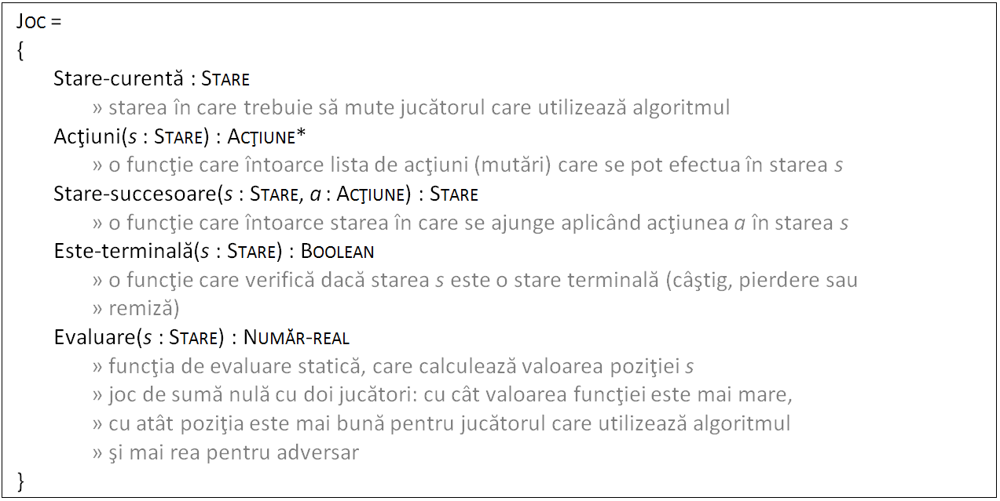 Joc =
{
Stare-curentă : Stare
» starea în care trebuie să mute jucătorul care utilizează algoritmul
Acţiuni(s : Stare) : Acţiune*
» o funcţie care întoarce lista de acţiuni (mutări) care se pot efectua în starea s
Stare-succesoare(s : Stare, a : Acţiune) : Stare
» o funcţie care întoarce starea în care se ajunge aplicând acţiunea a în starea s
Este-terminală(s : Stare) : Boolean
» o funcţie care verifică dacă starea s este o stare terminală (câştig, pierdere sau
» remiză)
Evaluare(s : Stare) : Număr-real
» funcţia de evaluare statică, care calculează valoarea poziţiei s
» joc de sumă nulă cu doi jucători: cu cât valoarea funcţiei este mai mare,
» cu atât poziţia este mai bună pentru jucătorul care utilizează algoritmul
» şi mai rea pentru adversar
}